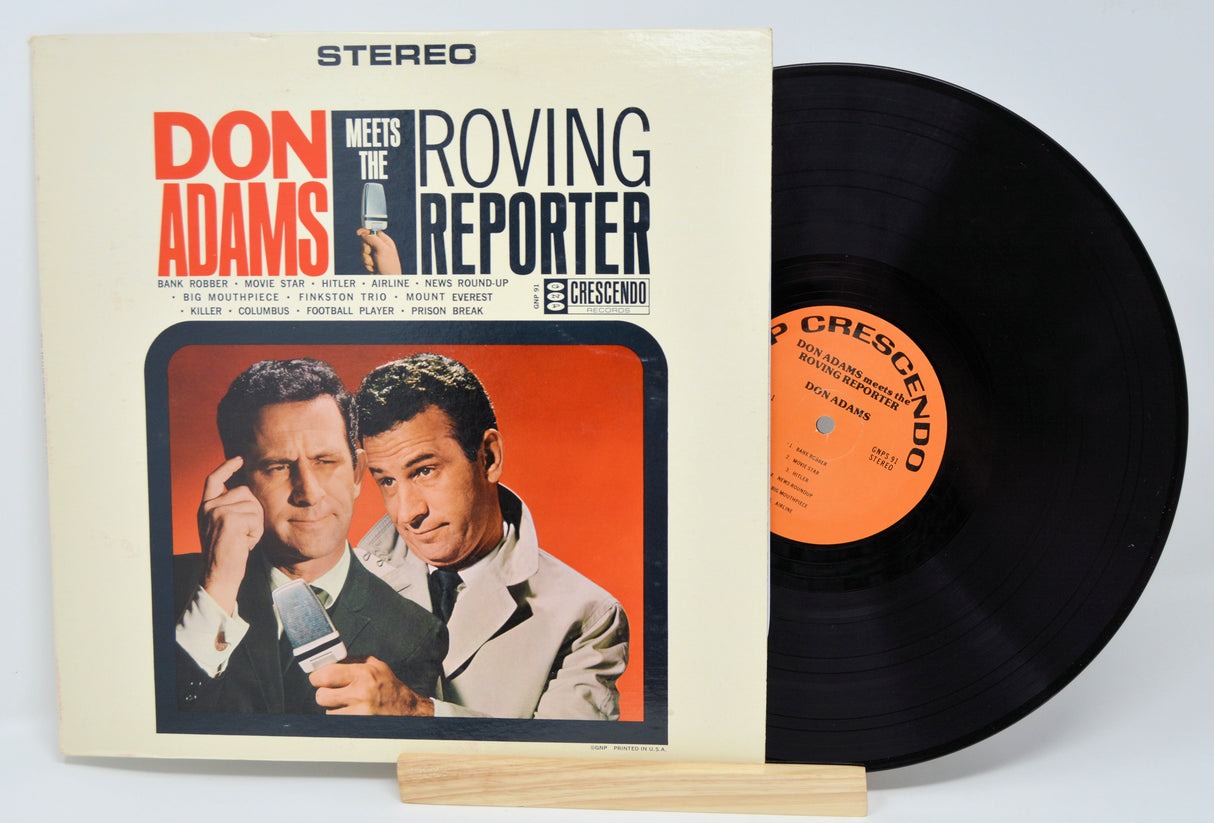 STEREO
DON
ADAMS
MEETS
THE
ROVING
REPORTER
BANK ROBBER • MOVIE STAR • HITLER • AIRLINE • NEWS ROUND-UP
• BIG MOUTHPIECE • FINKSTON TRIO • MOUNT EVEREST
• KILLER • COLUMBUS • FOOTBALL PLAYER • PRISON BREAK
GNP 91
GNP
CRESCENDO
RECORDS
©GNP PRINTED IN U.S.A.
P CRESCENDO
DON ADAMS meets the
ROVING REPORTER
DON ADAMS
GNPS 91
STEREO
1. BANK ROBBER
2. MOVIE STAR
3. HITLER
4. NEWS ROUNDUP
BIG MOUTHPIECE
AIRLINE